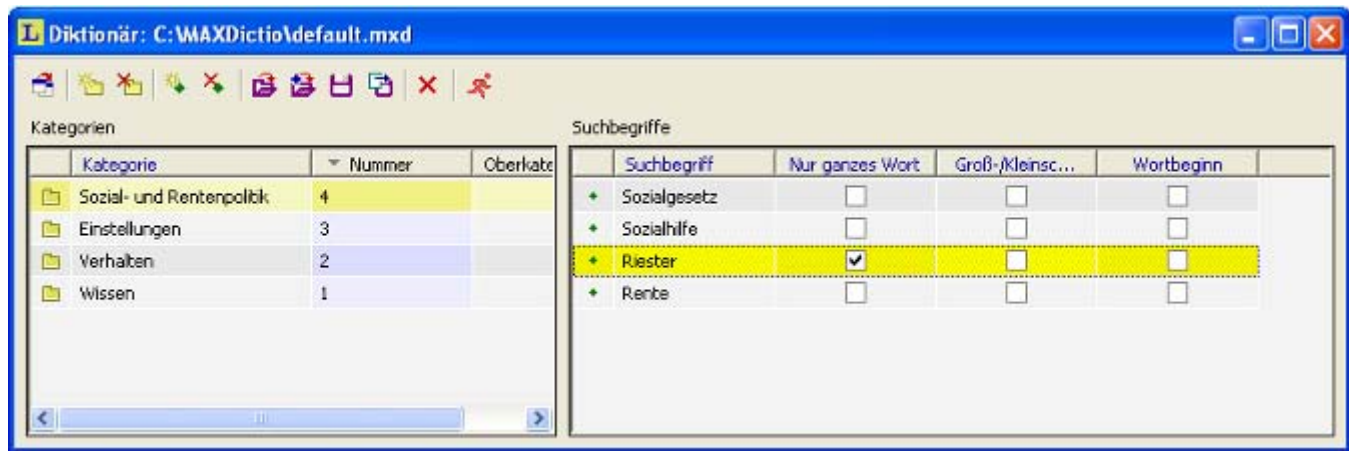 Diktionär: C:\MAXDictio\default.mxd
Kategorien Suchbegriffe
Kategorie Nummer Oberkate Suchbegriff Nur ganzes Wort Groß-/Kleinsc... Wortbeginn
Sozial- und Rentenpolitik 4 Sozialgesetz
Einstellungen 3 Sozialhilfe
Verhalten 2 Riester
Wissen 1 Rente